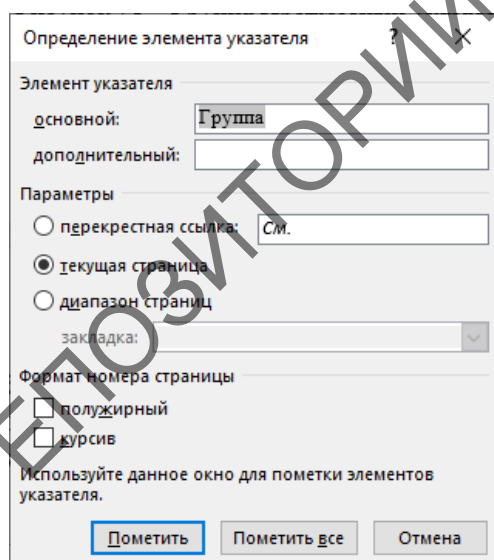 Определение элемента указателя ? X
Элемент указателя
основной: Группа
дополнительный:
Параметры
перекрестная ссылка: См.
текущая страница
диапазон страниц
закладка:
Формат номера страницы
полужирный
курсив
Используйте данное окно для пометки элементов
указателя.
Пометить Пометить все Отмена
ЕПОЗИТОРИЙ